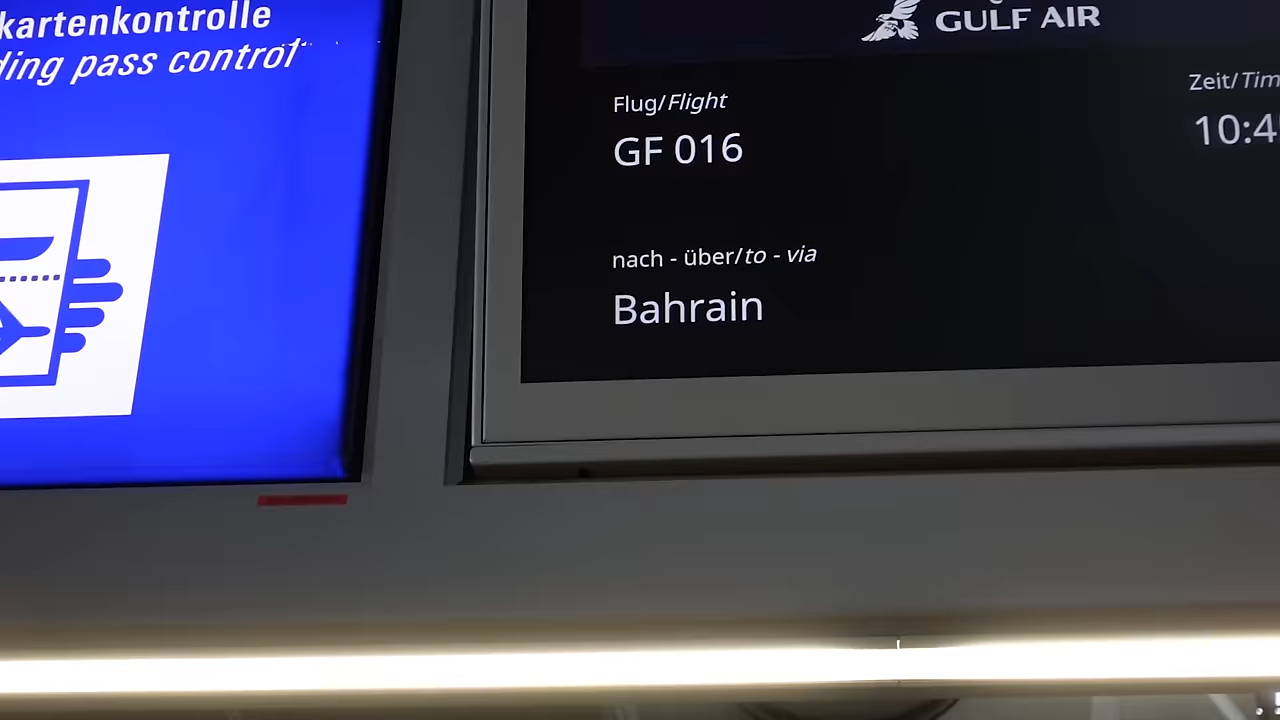 kartenkontrolle
ding pass control
GULF AIR
Flug/Flight
GF 016
Zeit/Tim
10:4
nach - über/to - via
Bahrain